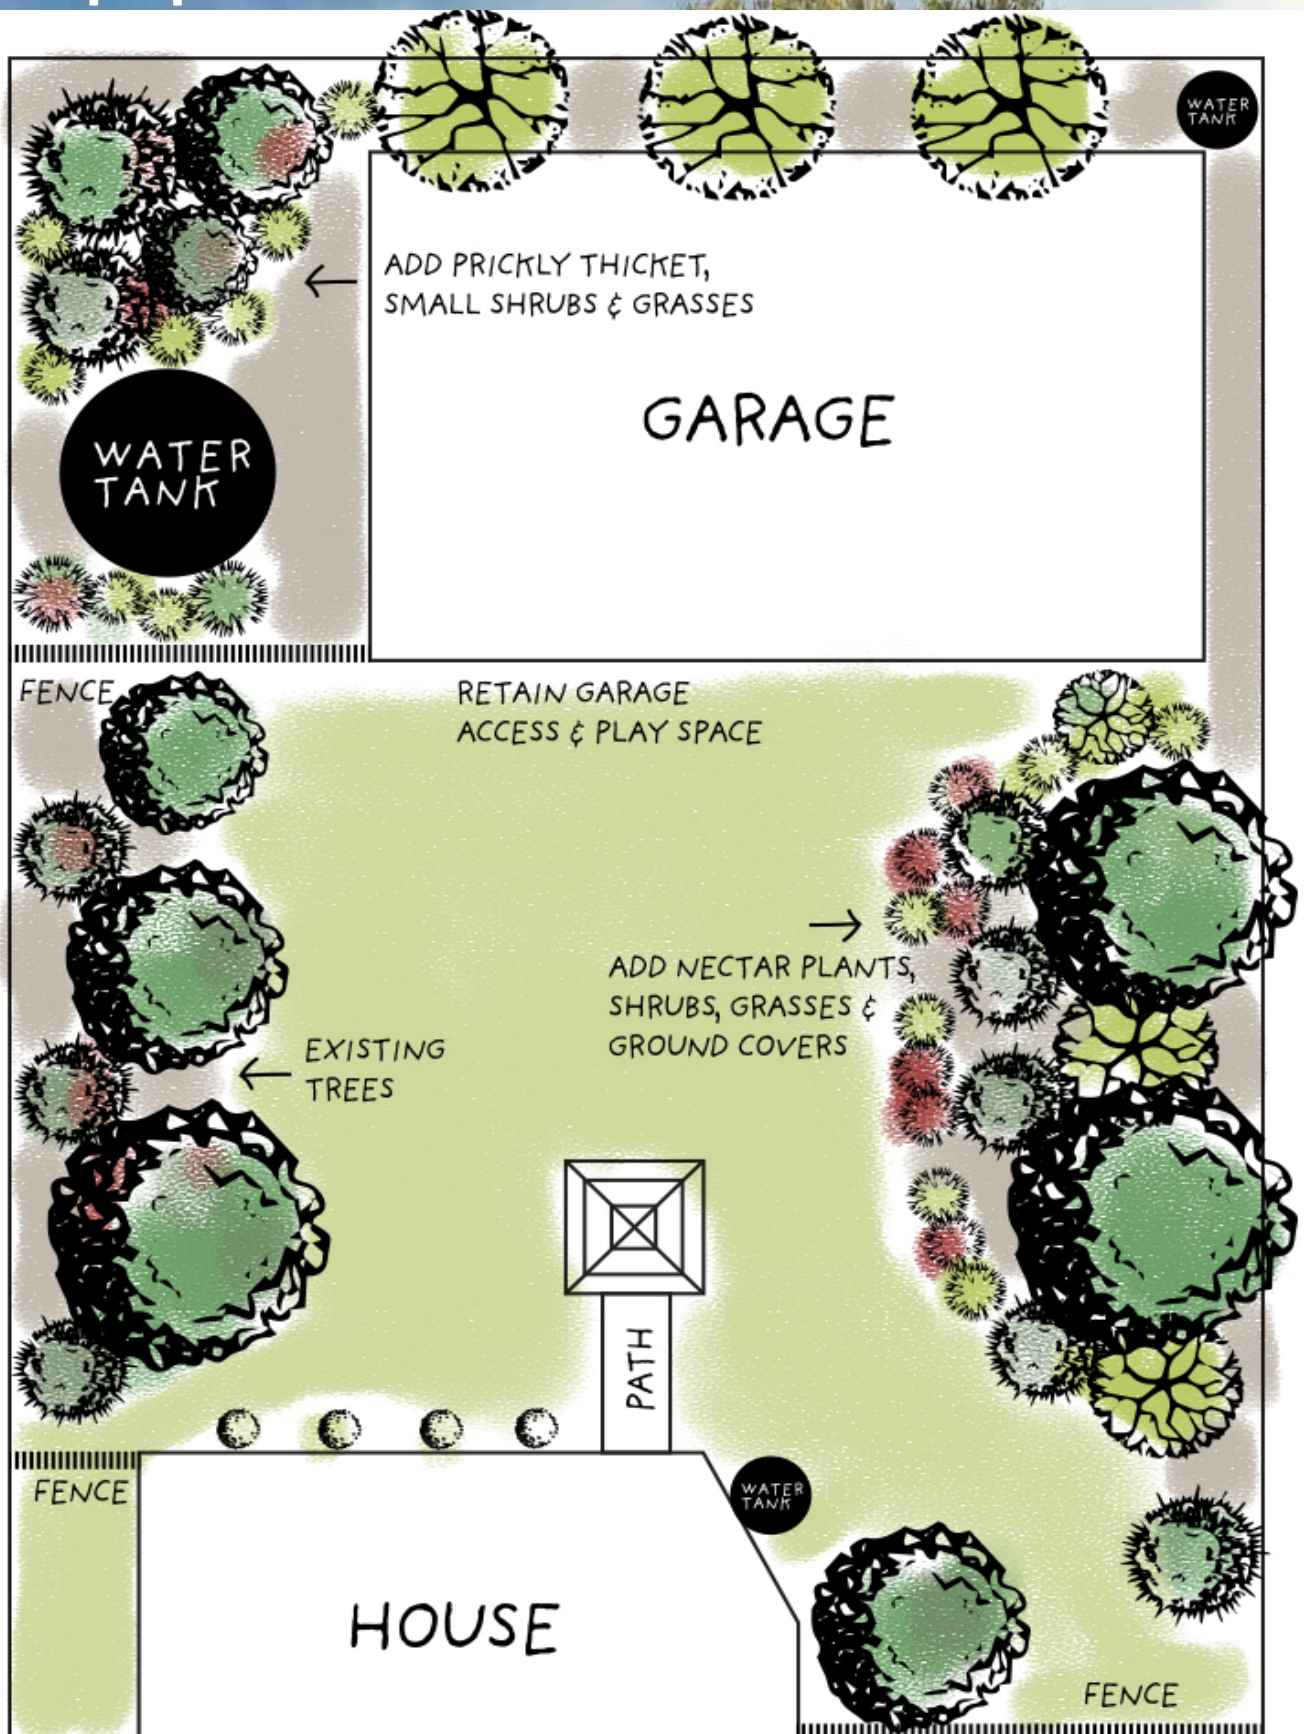 WATER
TANK
ADD PRICKLY THICKET,
SMALL SHRUBS & GRASSES
GARAGE
WATER
TANK
FENCE
RETAIN GARAGE
ACCESS & PLAY SPACE
ADD NECTAR PLANTS,
SHRUBS, GRASSES &
GROUND COVERS
EXISTING
TREES
PATH
FENCE
WATER
TANK
HOUSE
FENCE